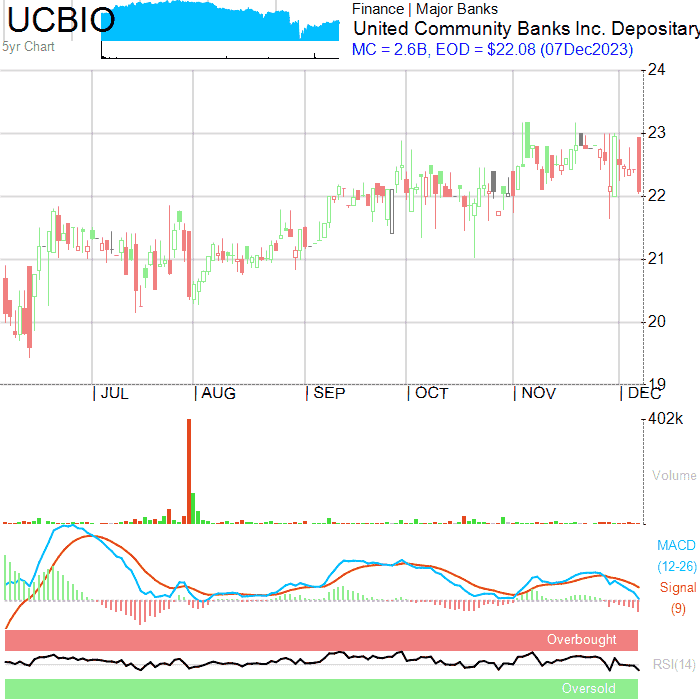 UCBIO
5yr Chart
Finance | Major Banks
United Community Banks Inc. Depositary
MC = 2.6B, EOD = $22.08 (07Dec2023)
24
23
22
21
20
19
JUL
AUG
SEP
OCT
NOV
DEC
402k
Volume
MACD
(12-26)
Signal
(9)
Overbought
RSI(14)
Oversold